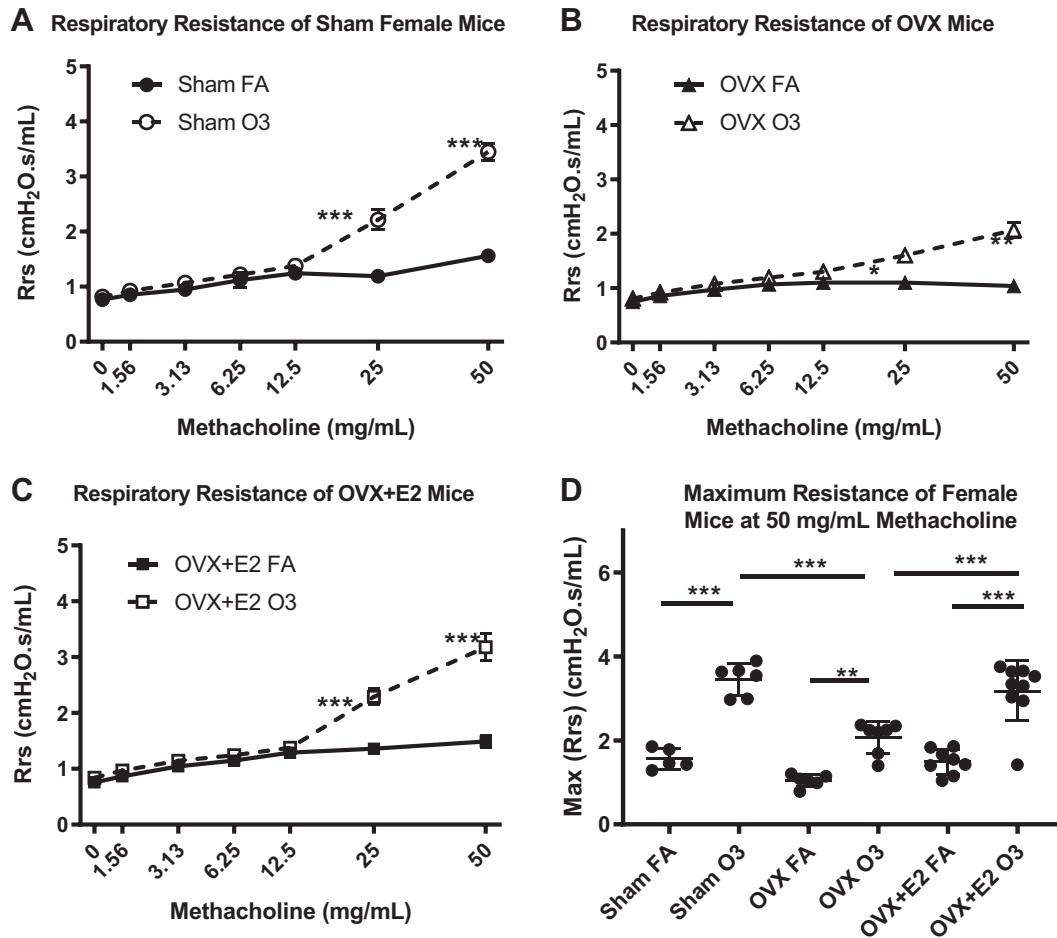 A Respiratory Resistance of Sham Female Mice
5
4
3
2
1
0
Rrs (cmH2O.s/mL)
Sham FA
Sham O3
***
***
0
1.56
3.13
6.25
12.5
25
50
Methacholine (mg/mL)
B Respiratory Resistance of OVX Mice
5
4
3
2
1
0
Rrs (cmH2O.s/mL)
OVX FA
OVX O3
*
**
0
1.56
3.13
6.25
12.5
25
50
Methacholine (mg/mL)
C Respiratory Resistance of OVX+E2 Mice
5
4
3
2
1
0
Rrs (cmH2O.s/mL)
OVX+E2 FA
OVX+E2 O3
***
***
0
1.56
3.13
6.25
12.5
25
50
Methacholine (mg/mL)
D Maximum Resistance of Female
Mice at 50 mg/mL Methacholine
6
4
2
0
Max (Rrs) (cmH2O.s/mL)
***
***
**
***
***
Sham FA
Sham O3
OVX FA
OVX O3
OVX+E2 FA
OVX+E2 O3